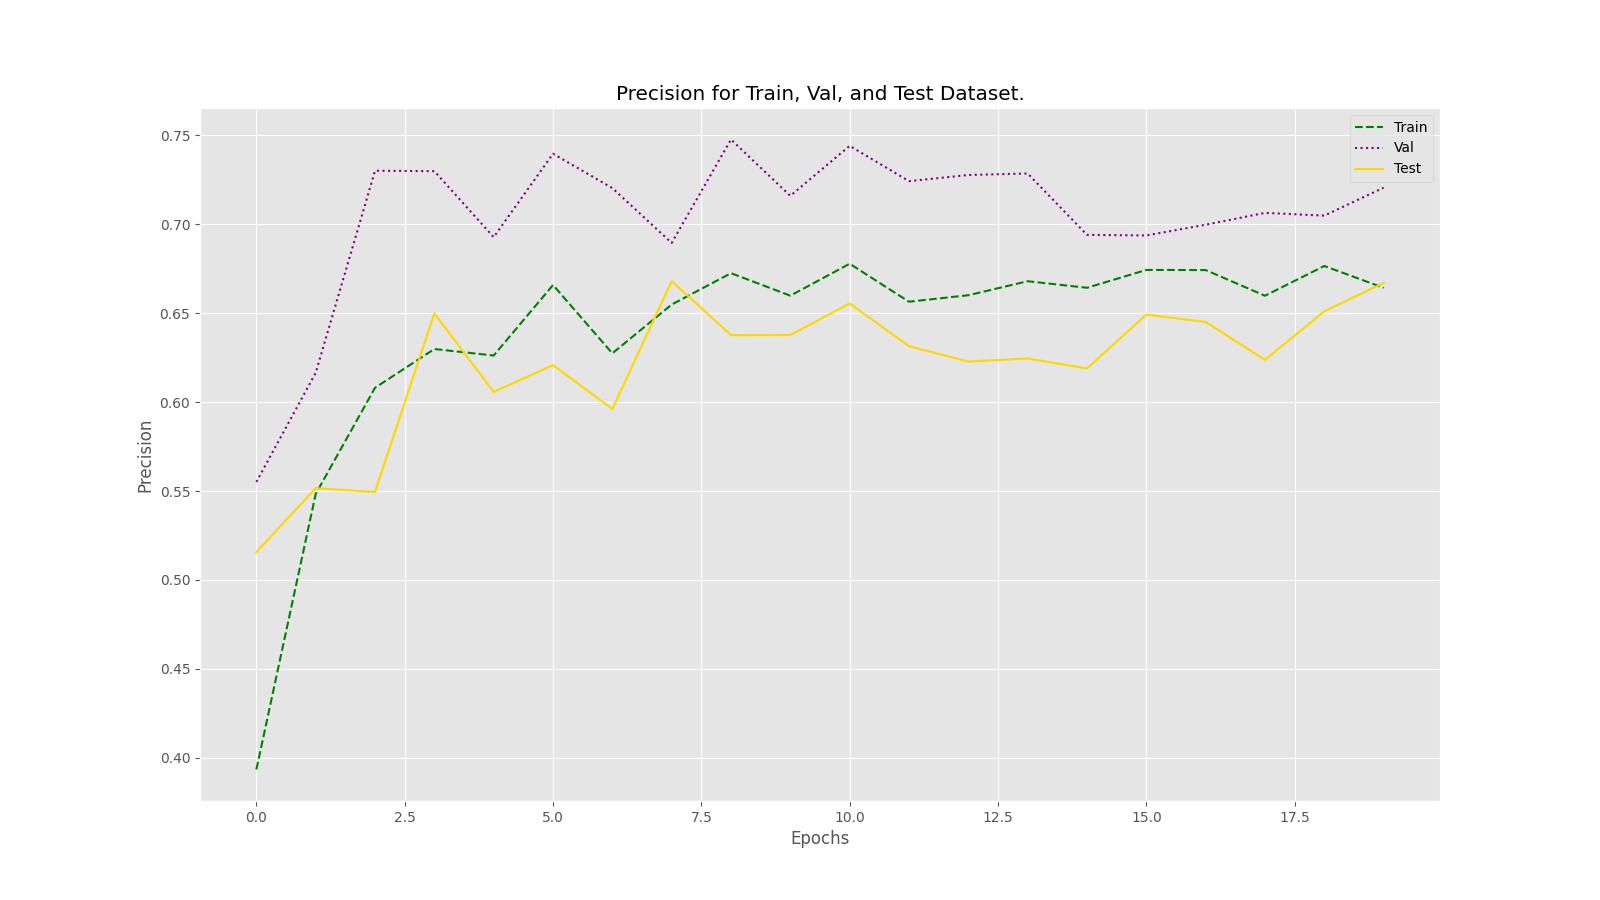 Precision for Train, Val, and Test Dataset.
Train
Val
Test
0.75
0.70
0.65
0.60
0.55
0.50
0.45
0.40
Precision
0.0 2.5 5.0 7.5 10.0 12.5 15.0 17.5
Epochs